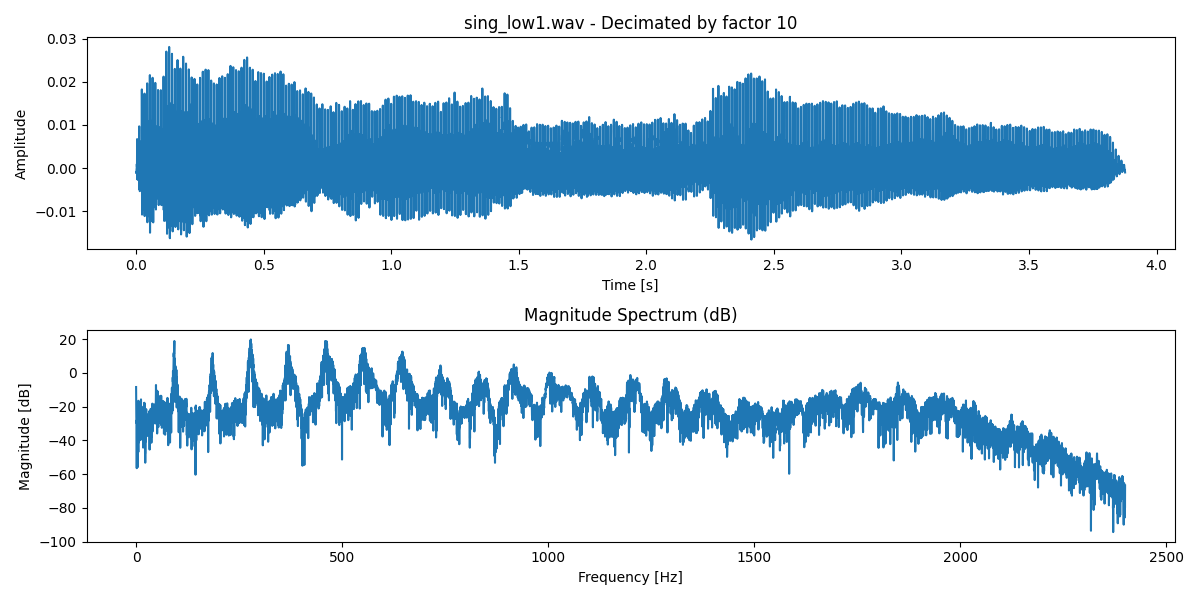 sing_low1.wav - Decimated by factor 10
0.03
0.02
0.01
0.00
−0.01
Amplitude
0.0 0.5 1.0 1.5 2.0 2.5 3.0 3.5 4.0
Time [s]
Magnitude Spectrum (dB)
20
0
−20
−40
−60
−80
−100
Magnitude [dB]
0 500 1000 1500 2000 2500
Frequency [Hz]